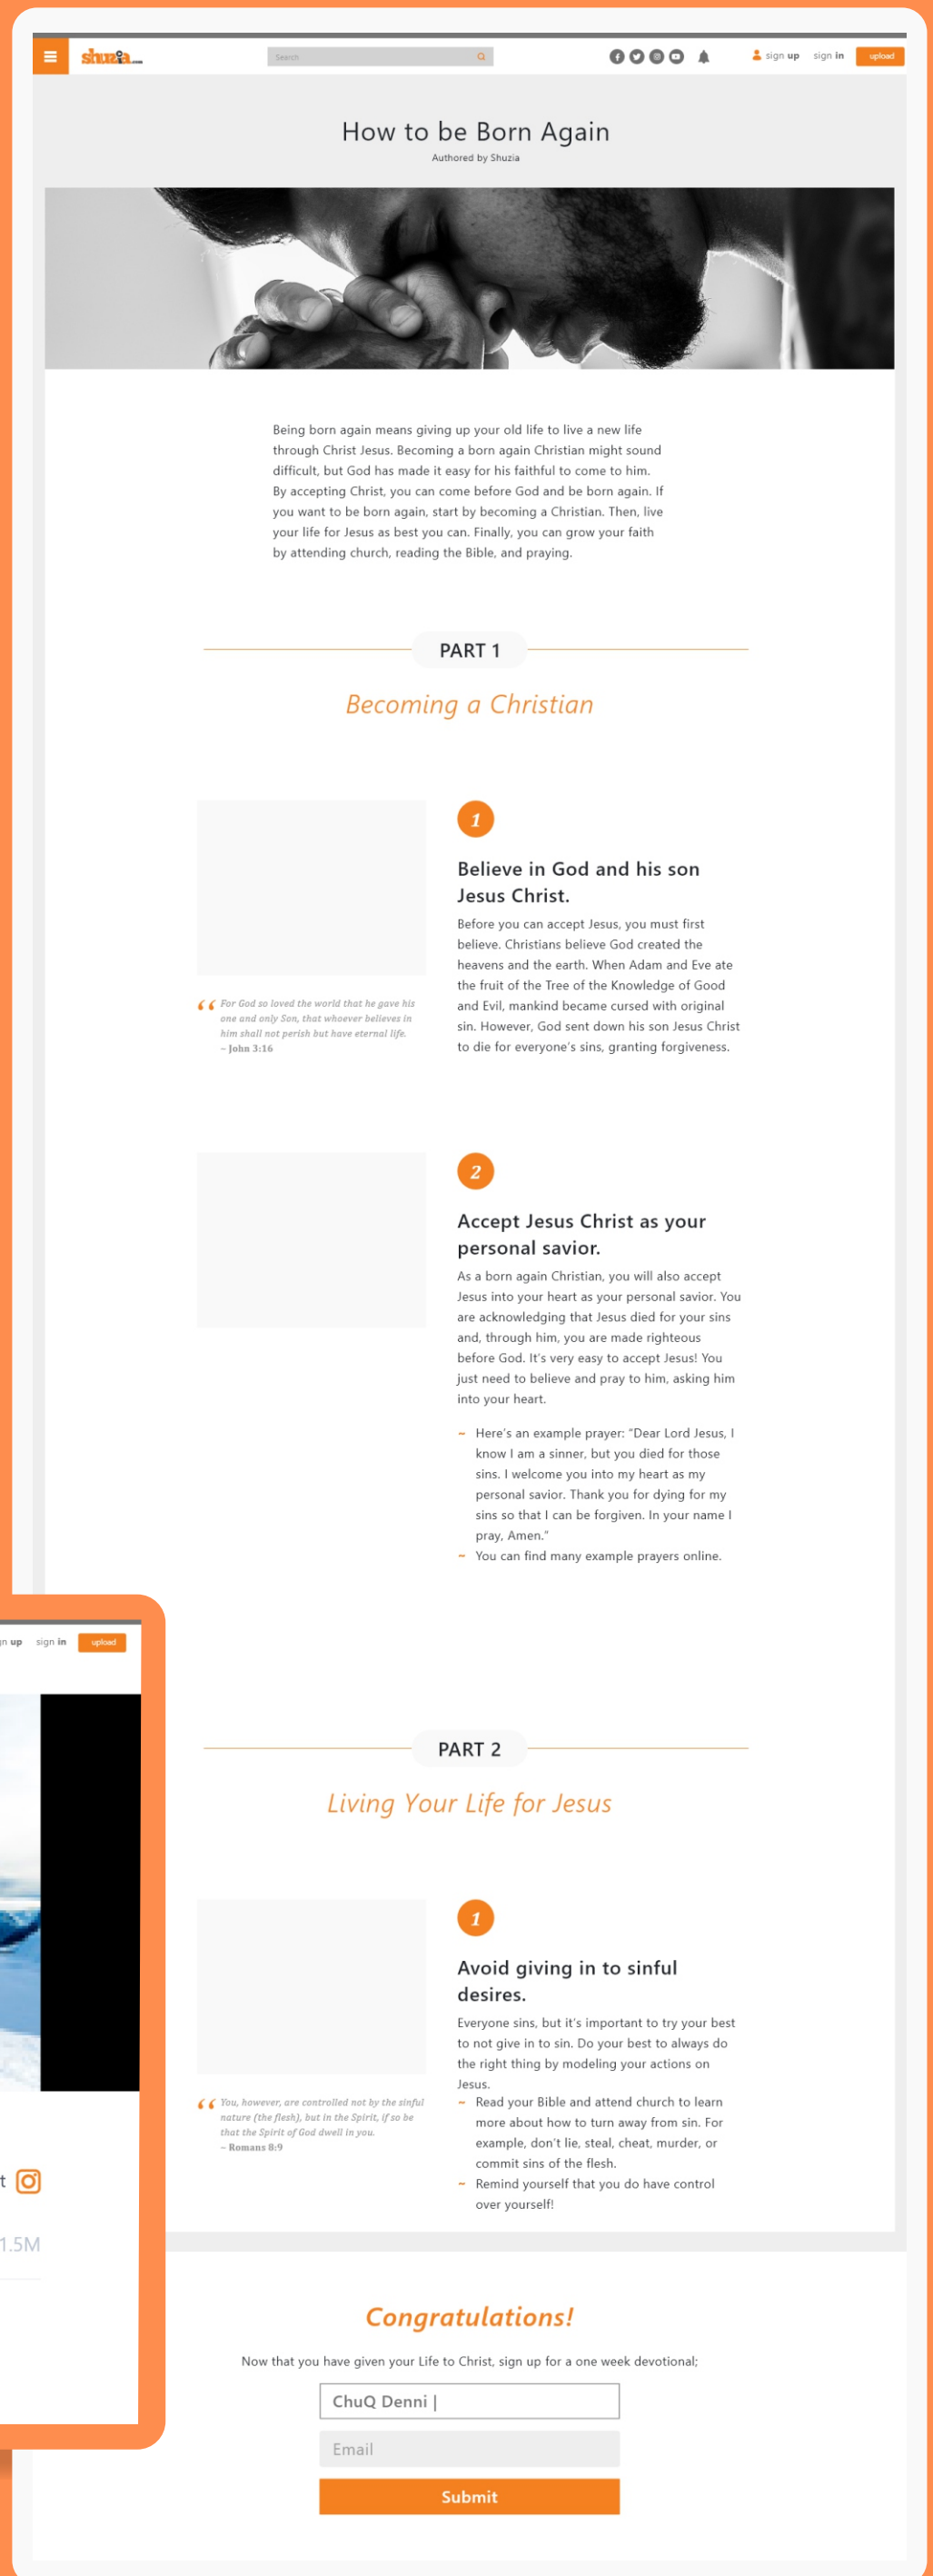 shuzia.com
Search
sign up
sign in
upload
How to be Born Again
Authored by Shuzia
Being born again means giving up your old life to live a new life
through Christ Jesus. Becoming a born again Christian might sound
difficult, but God has made it easy for his faithful to come to him.
By accepting Christ, you can come before God and be born again. If
you want to be born again, start by becoming a Christian. Then, live
your life for Jesus as best you can. Finally, you can grow your faith
by attending church, reading the Bible, and praying.
PART 1
Becoming a Christian
1
Believe in God and his son
Jesus Christ.
Before you can accept Jesus, you must first
believe. Christians believe God created the
heavens and the earth. When Adam and Eve ate
the fruit of the Tree of the Knowledge of Good
and Evil, mankind became cursed with original
sin. However, God sent down his son Jesus Christ
to die for everyone's sins, granting forgiveness.
“ For God so loved the world that he gave his
one and only Son, that whoever believes in
him shall not perish but have eternal life.
– John 3:16
2
Accept Jesus Christ as your
personal savior.
As a born again Christian, you will also accept
Jesus into your heart as your personal savior. You
are acknowledging that Jesus died for your sins
and, through him, you are made righteous
before God. It's very easy to accept Jesus! You
just need to believe and pray to him, asking him
into your heart.
~ Here's an example prayer: "Dear Lord Jesus, I
know I am a sinner, but you died for those
sins. I welcome you into my heart as my
personal savior. Thank you for dying for my
sins so that I can be forgiven. In your name I
pray, Amen."
~ You can find many example prayers online.
up
sign in
upload
PART 2
Living Your Life for Jesus
1
Avoid giving in to sinful
desires.
Everyone sins, but it's important to try your best
to not give in to sin. Do your best to always do
the right thing by modeling your actions on
Jesus.
~ Read your Bible and attend church to learn
more about how to turn away from sin. For
example, don't lie, steal, cheat, murder, or
commit sins of the flesh.
~ Remind yourself that you do have control
over yourself!
“ You, however, are controlled not by the sinful
nature (the flesh), but in the Spirit, if so be
that the Spirit of God dwell in you.
– Romans 8:9
1.5M
Congratulations!
Now that you have given your Life to Christ, sign up for a one week devotional;
ChuQ Denni |
Email
Submit